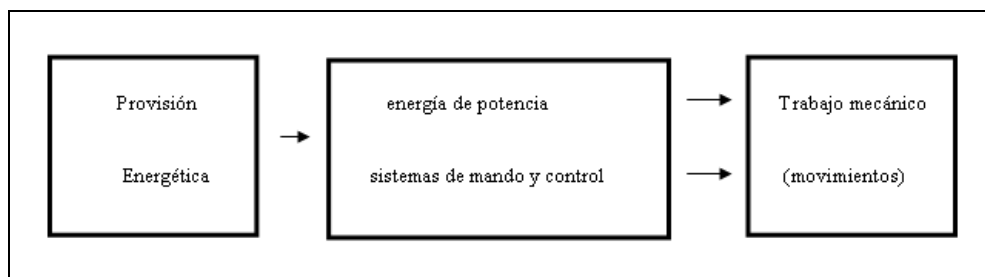 Provisión
Energética
energía de potencia
sistemas de mando y control
Trabajo mecánico
(movimientos)